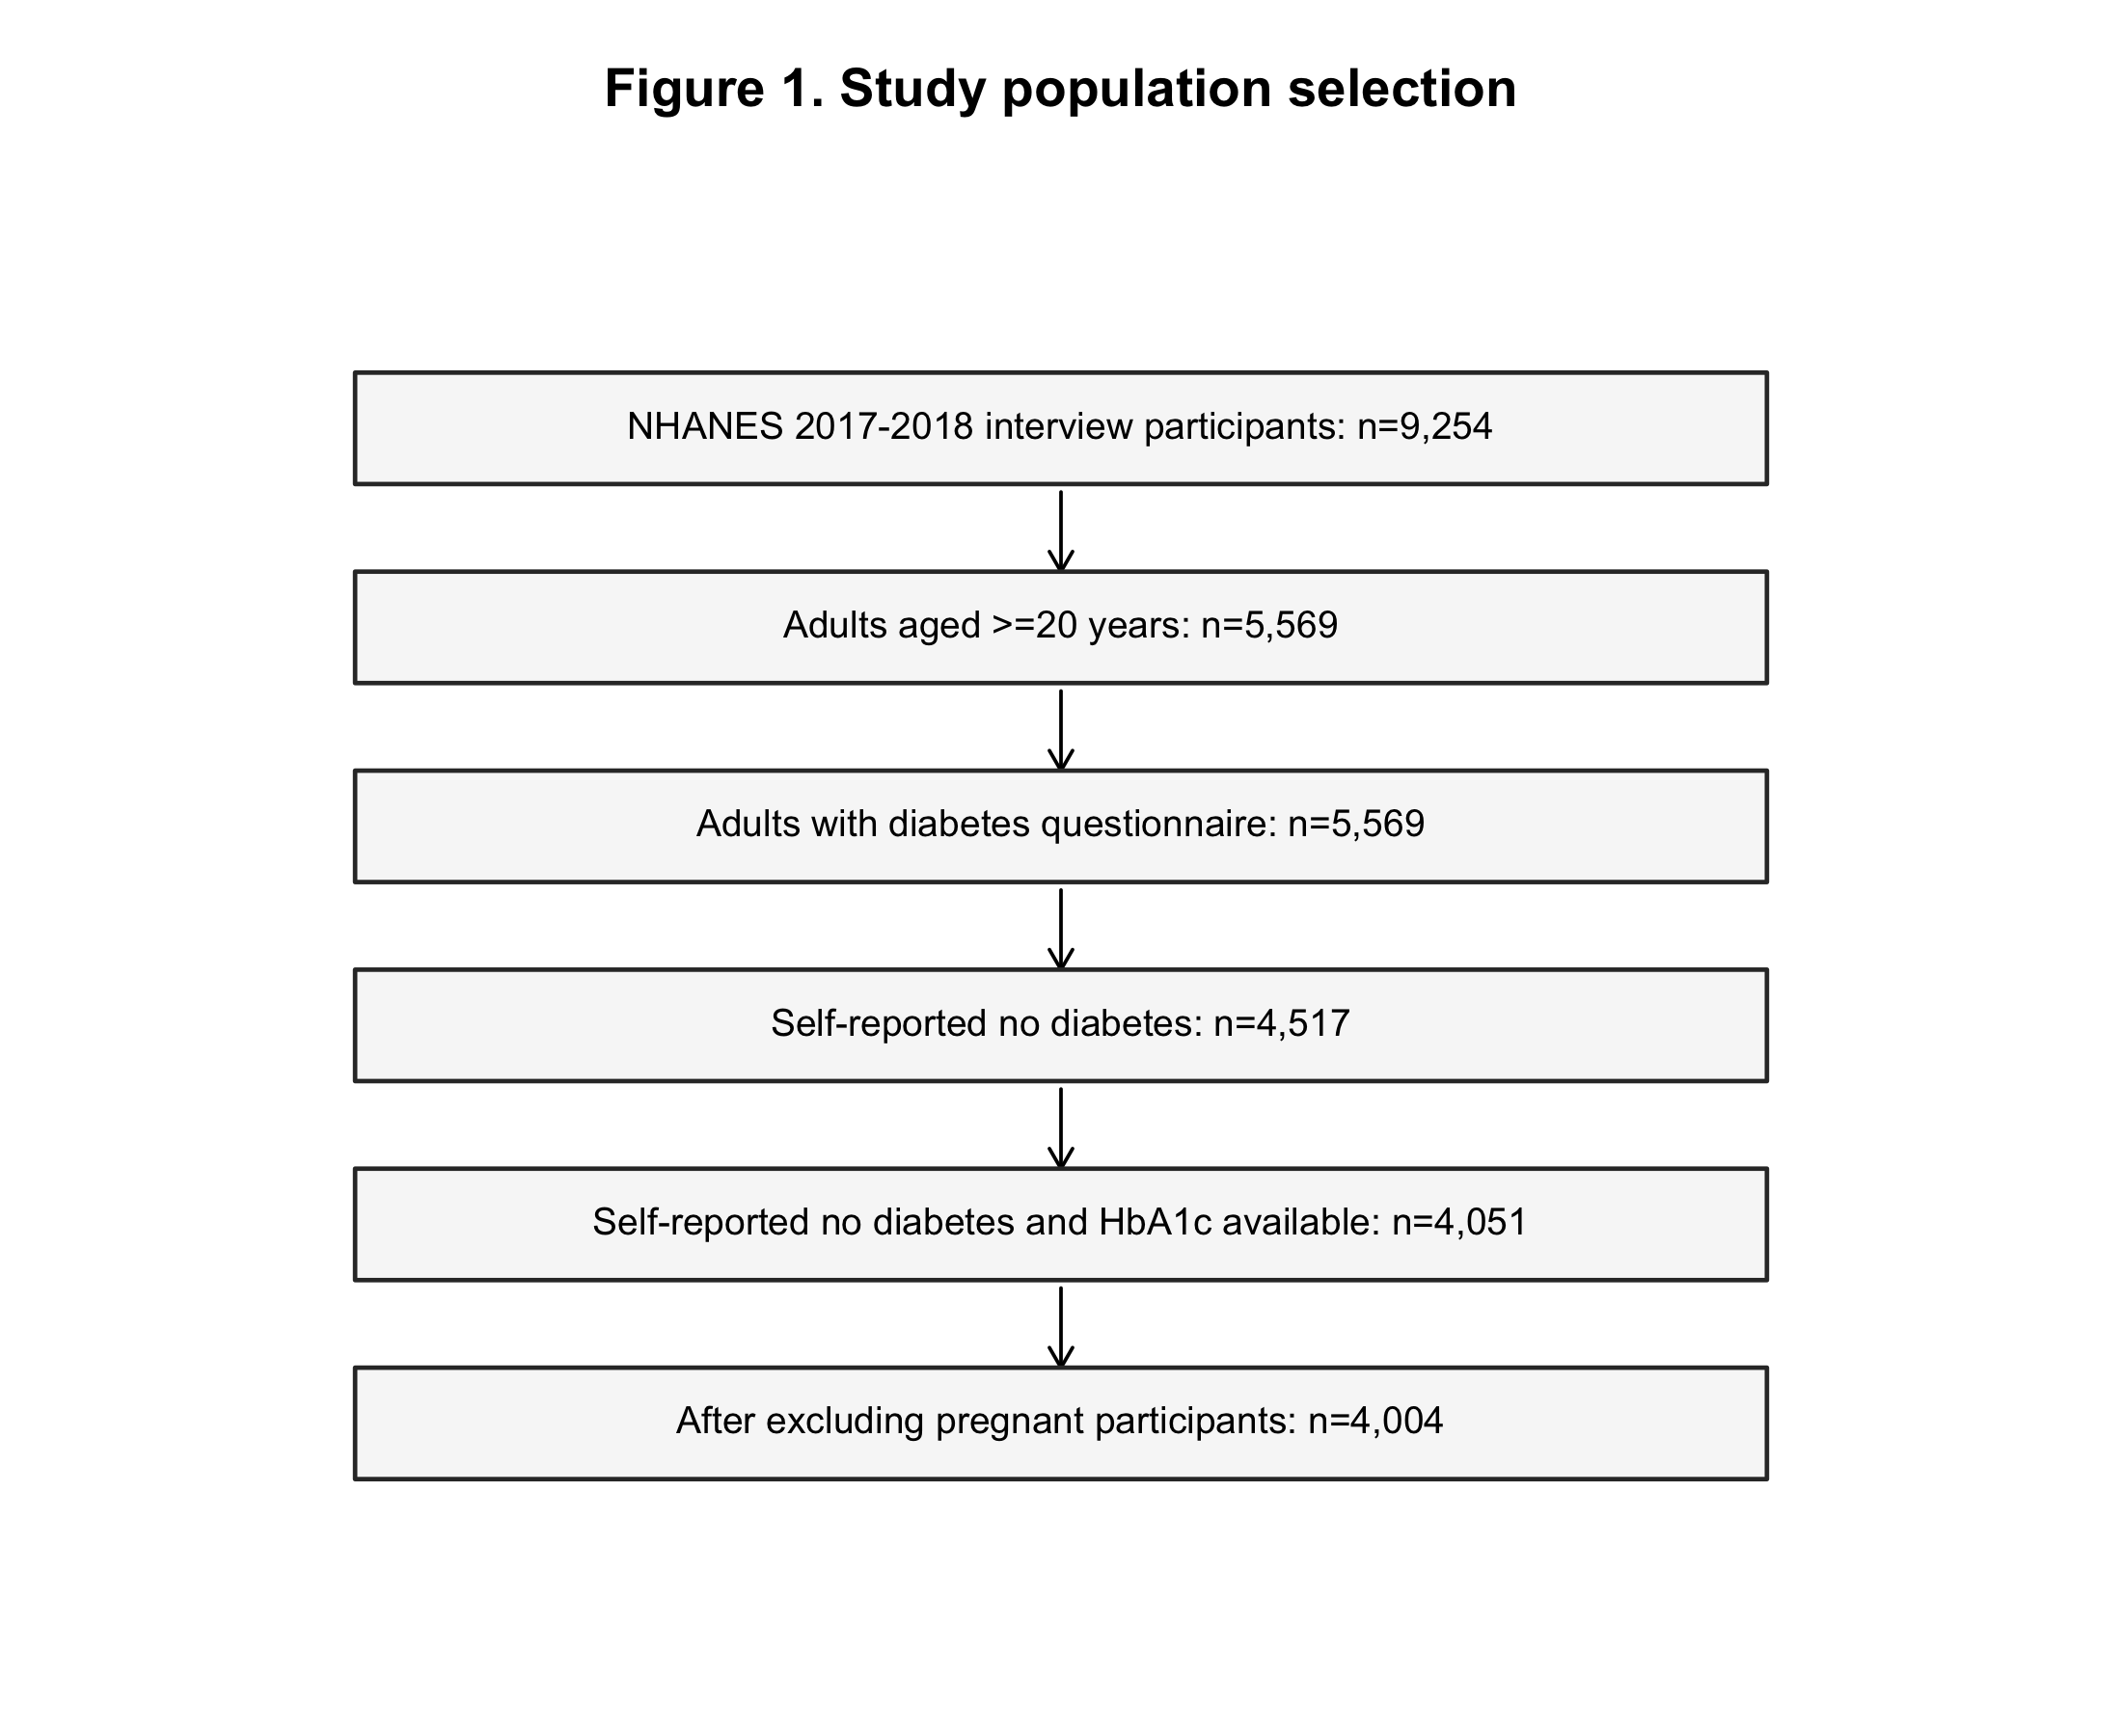 Figure 1. Study population selection
NHANES 2017-2018 interview participants: n=9,254
Adults aged >=20 years: n=5,569
Adults with diabetes questionnaire: n=5,569
Self-reported no diabetes: n=4,517
Self-reported no diabetes and HbA1c available: n=4,051
After excluding pregnant participants: n=4,004